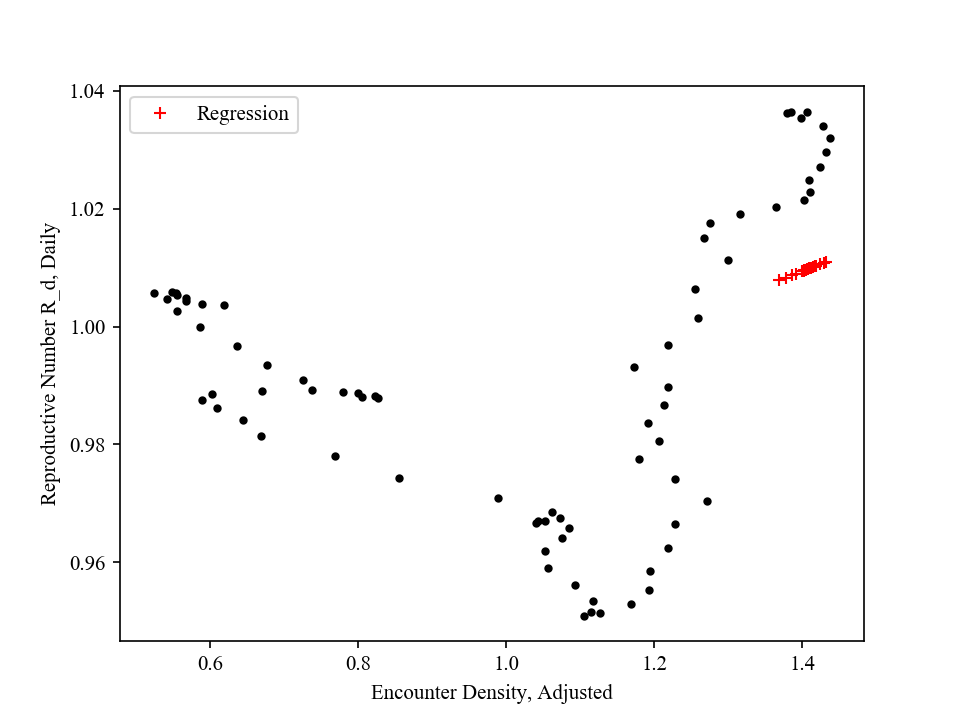 1.04
Regression
1.02
1.00
0.98
0.96
Reproductive Number R_d, Daily
0.6 0.8 1.0 1.2 1.4
Encounter Density, Adjusted